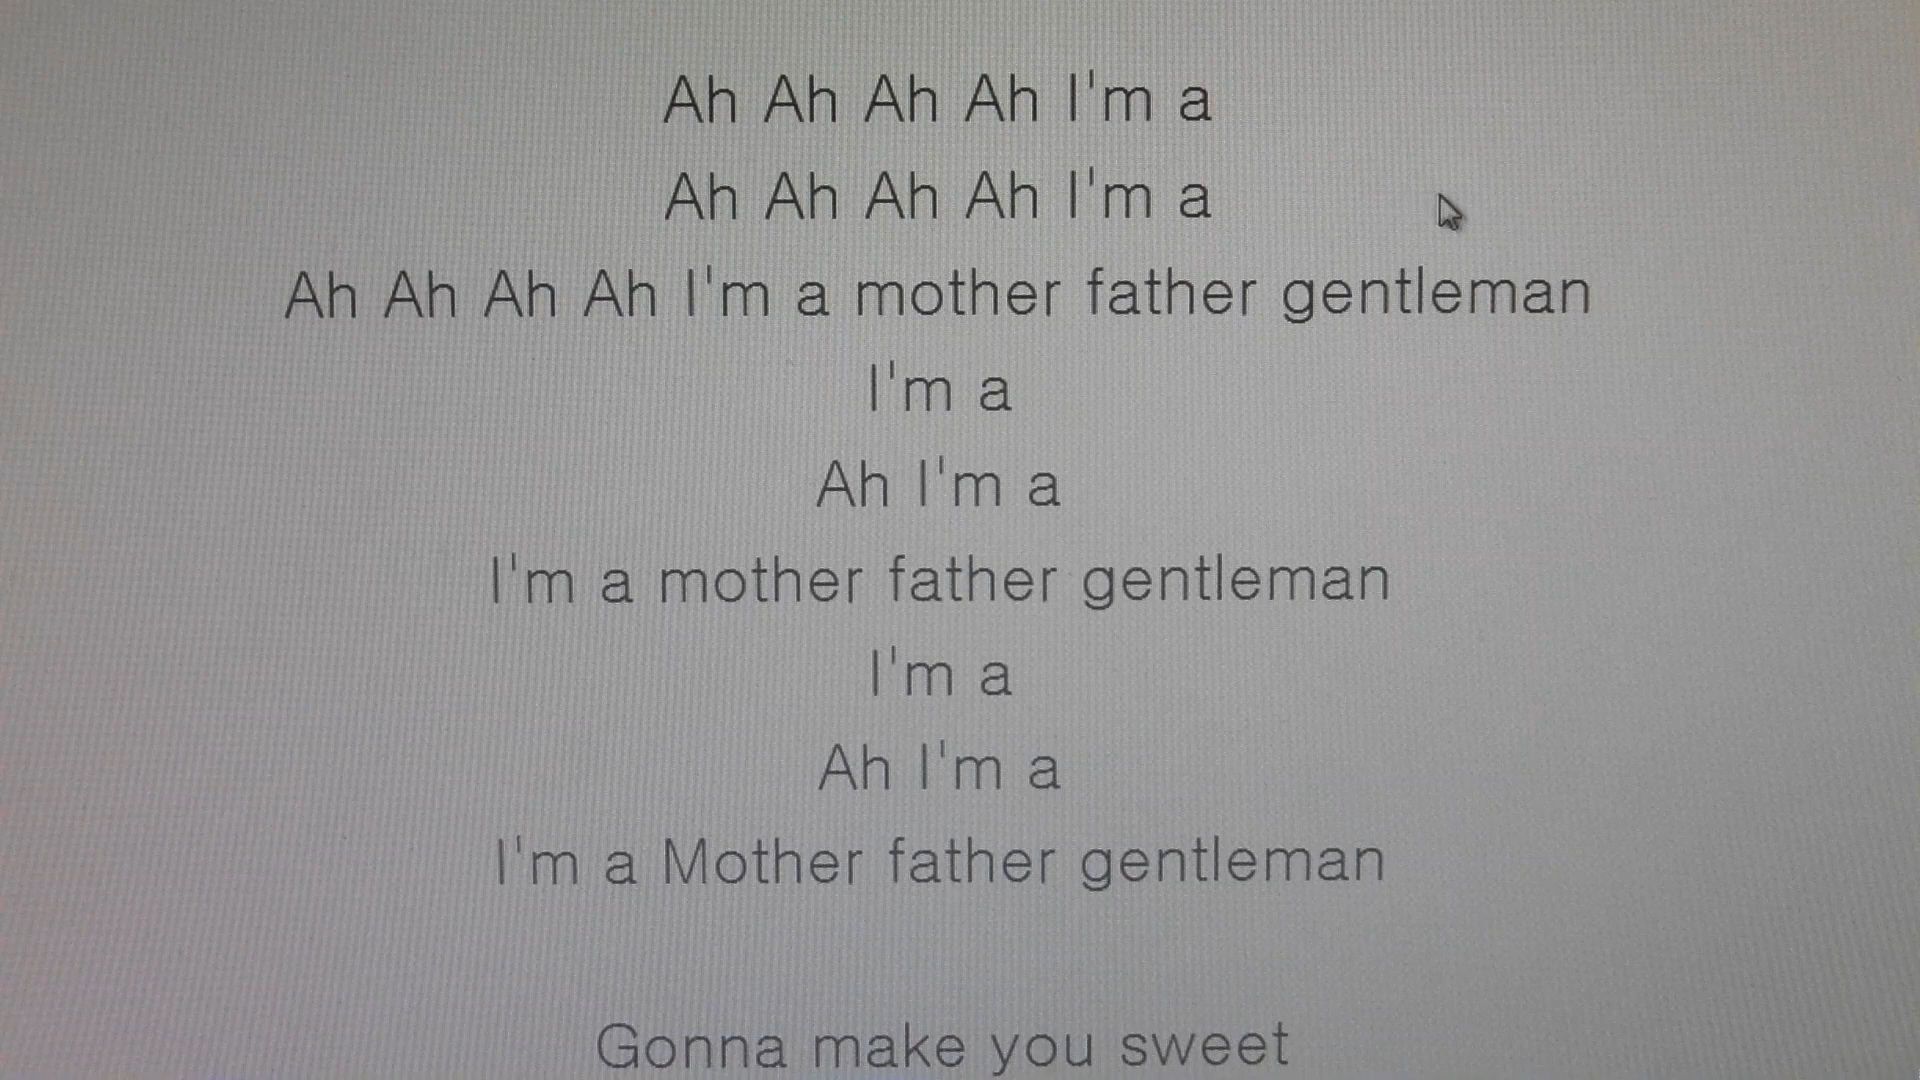 Ah Ah Ah Ah I'm a
Ah Ah Ah Ah I'm a
Ah Ah Ah Ah I'm a mother father gentleman
I'm a
Ah I'm a
I'm a mother father gentleman
I'm a
Ah I'm a
I'm a Mother father gentleman
Gonna make you sweet